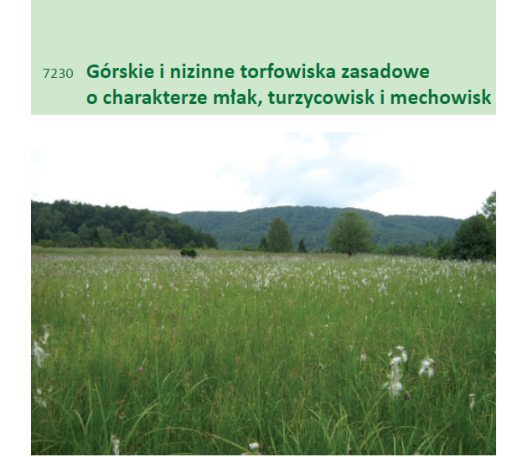 7230 Górskie i nizinne torfowiska zasadowe
o charakterze młak, turzycowisk i mechowisk